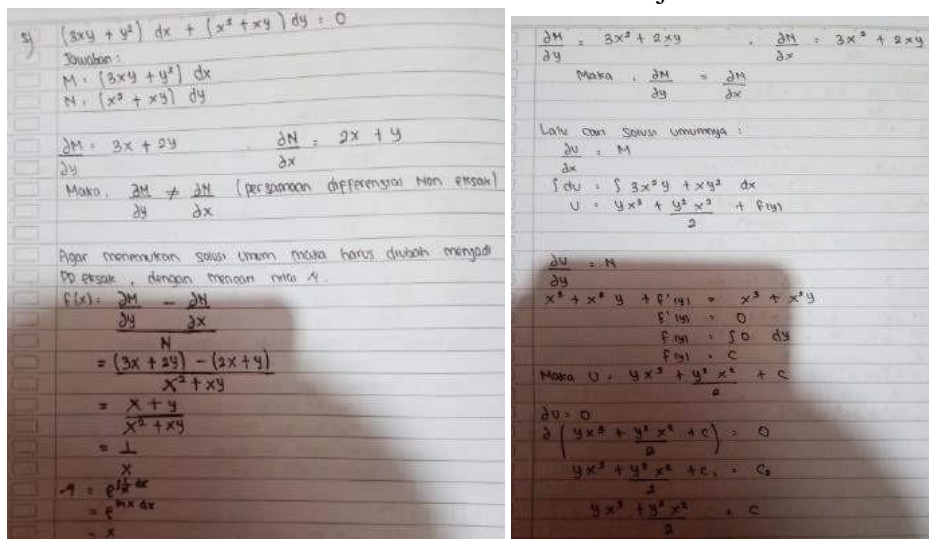 5) (3xy + y²) dx + (x² + xy) dy = 0
Jawaban :
M = (3xy + y²) dx
N = (x² + xy) dy
∂M/∂y = 3x + 2y . ∂N/∂x = 2x + y
Maka, ∂M/∂y ≠ ∂N/∂x (persamaan differensial Non eksak)
Agar menemukan solusi umum maka harus diubah menjadi
PD eksak, dengan mencari nilai
f(x) = (∂M/∂y - ∂N/∂x)/N
= ((3x + 2y) - (2x + y))/(x² + xy)
= (x + y)/(x² + xy)
= 1/x
= e^(∫ 1/x dx)
= e^(ln x dx)
= x
∂M/∂y = 3x² + 2xy . ∂N/∂x = 3x² + 2xy
Maka, ∂M/∂y = ∂N/∂x
Lalu cari solusi umumnya :
∂U/∂x = M
∫ dU = ∫ 3x²y + xy² dx
U = yx³ + y²x²/2 + f(y)
∂U/∂y = N
x³ + x²y + f'(y) = x³ + x²y
f'(y) = 0
f(y) = ∫0 dy
f(y) = C
Maka U = yx³ + y²x²/2 + C
∂U = 0
∂(yx³ + y²x²/2 + C) = 0
yx³ + y²x²/2 + C₁ = C₂
yx³ + y²x²/2 = C